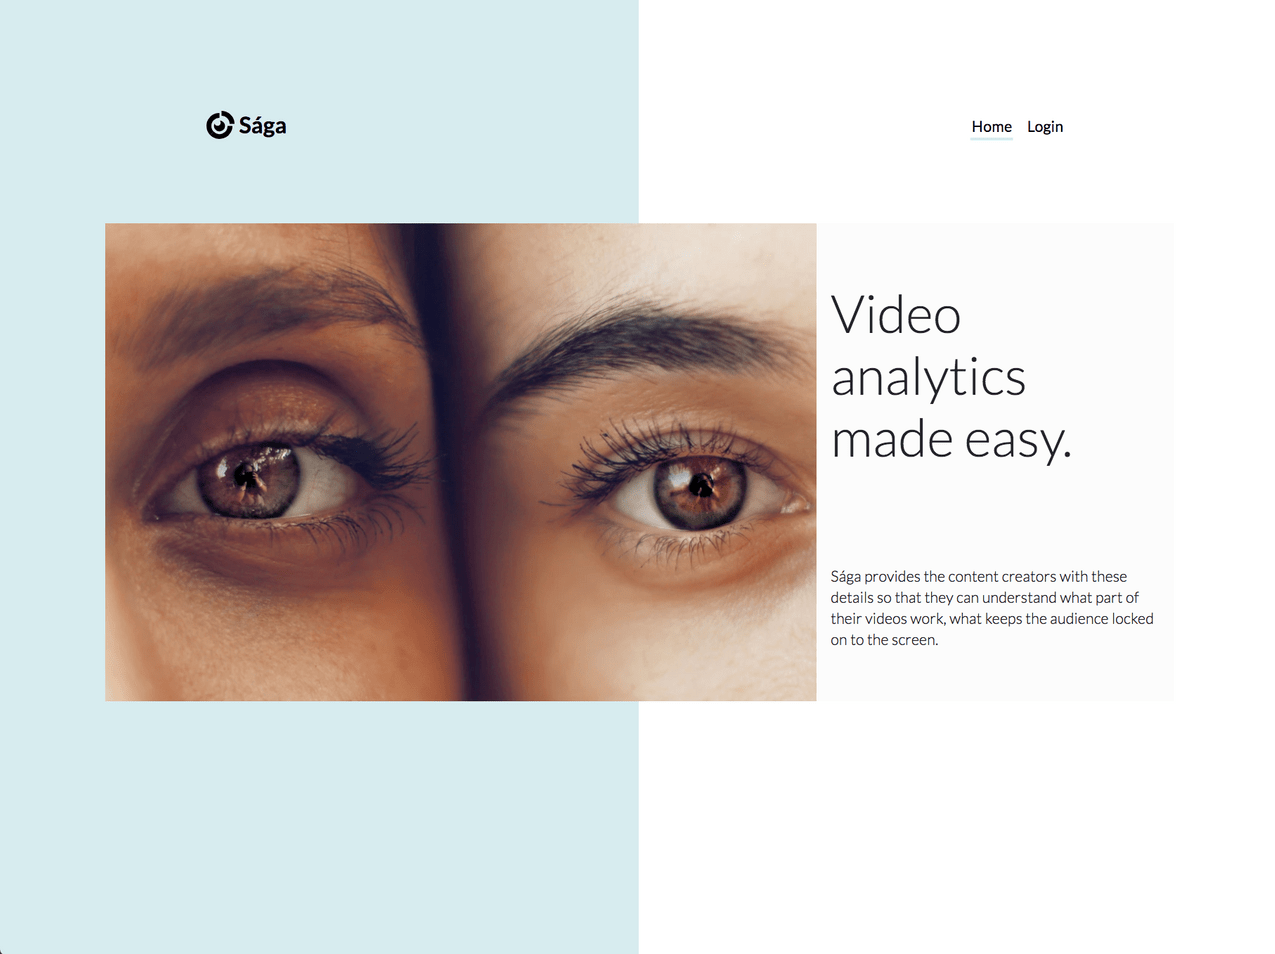 Sága
Home Login
Video
analytics
made easy.
Sága provides the content creators with these
details so that they can understand what part of
their videos work, what keeps the audience locked
on to the screen.